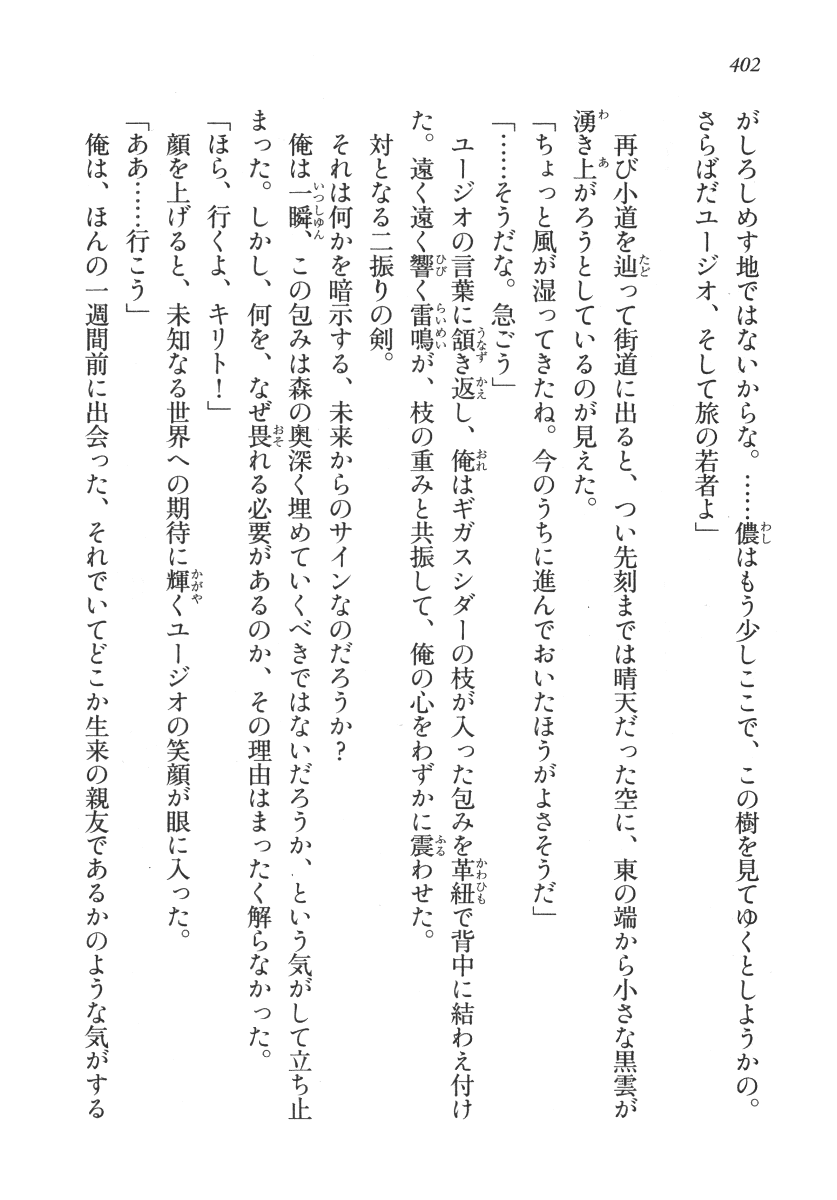 402
がしろしめす地ではないからな。……儂はもう少しここで、この樹を見てゆくとしようかの。
さらばだユージオ、そして旅の若者よ」
再び小道を辿って街道に出ると、つい先刻までは晴天だった空に、東の端から小さな黒雲が
湧き上がろうとしているのが見えた。
「ちょっと風が湿ってきたね。今のうちに進んでおいたほうがよさそうだ」
「……そうだな。急ごう」
ユージオの言葉に頷き返し、俺はギガスシダーの枝が入った包みを革紐で背中に結わえ付け
た。遠く遠く響く雷鳴が、枝の重みと共振して、俺の心をわずかに震わせた。
対となる二振りの剣。
それは何かを暗示する、未来からのサインなのだろうか？
俺は一瞬、この包みは森の奥深く埋めていくべきではないだろうか、という気がして立ち止
まった。しかし、何を、なぜ畏れる必要があるのか、その理由はまったく解らなかった。
「ほら、行くよ、キリト！」
顔を上げると、未知なる世界への期待に輝くユージオの笑顔が眼に入った。
「ああ……行こう」
俺は、ほんの一週間前に出会った、それでいてどこか生来の親友であるかのような気がする